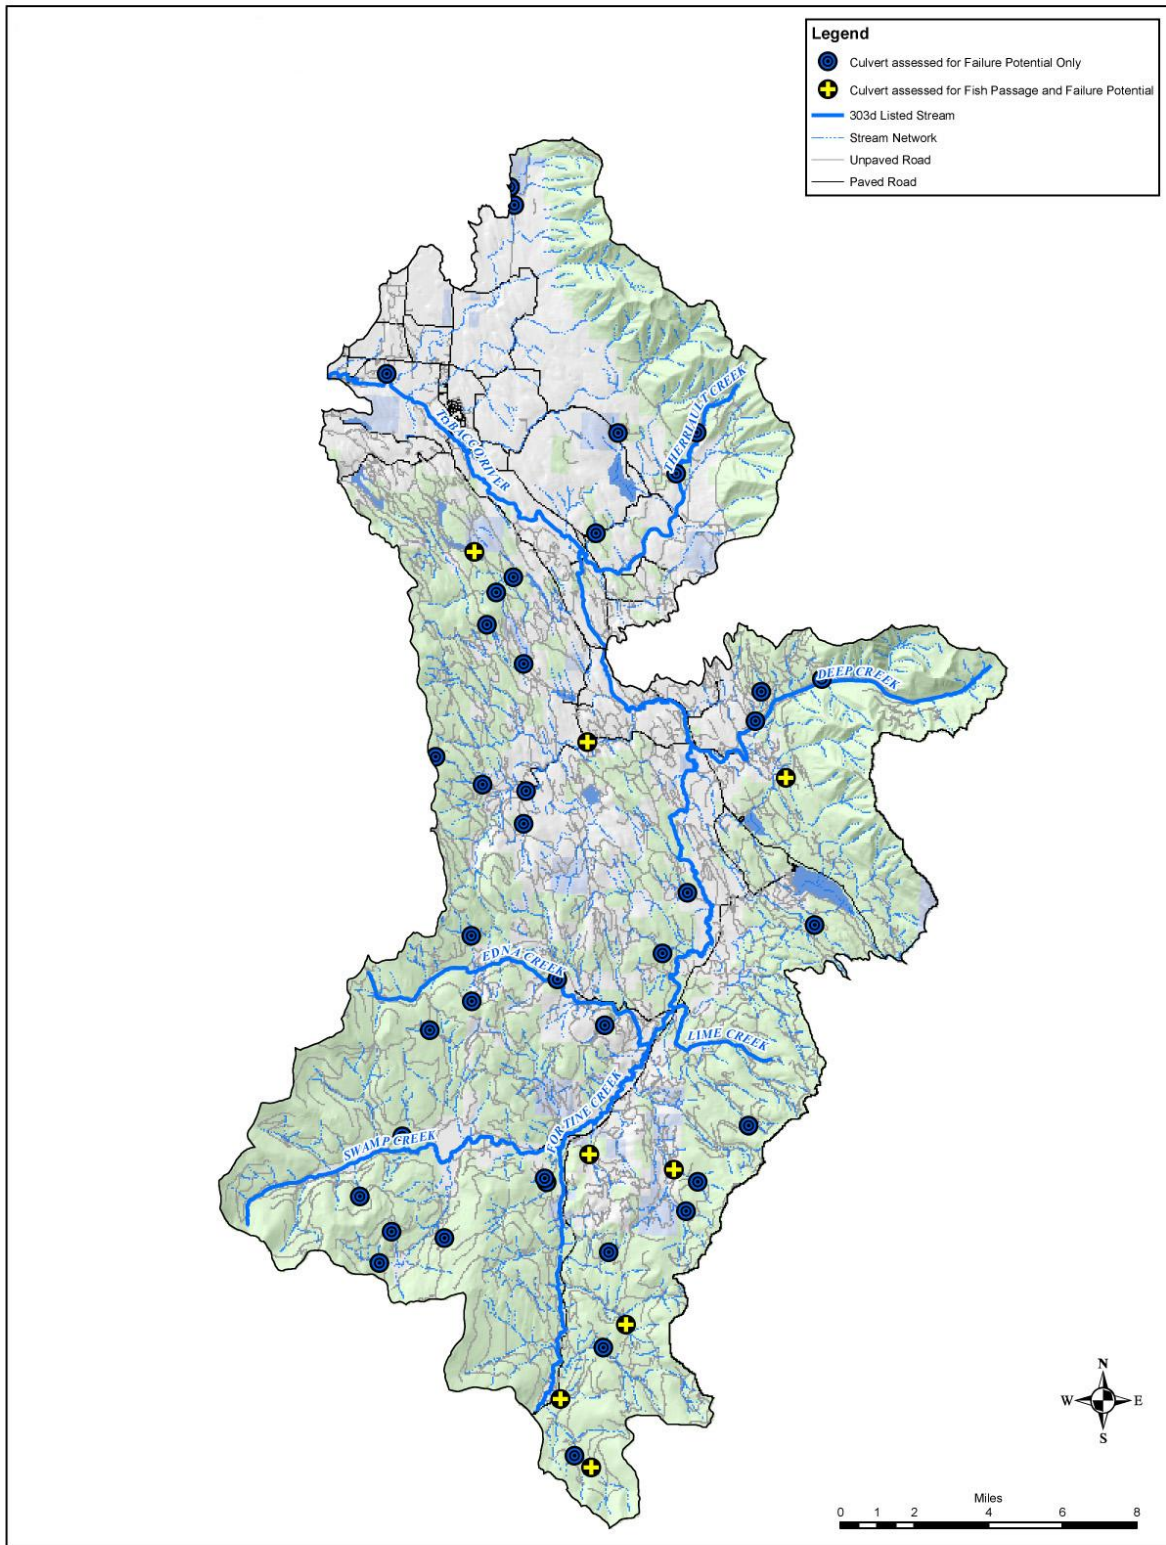 Legend
Culvert assessed for Failure Potential Only
Culvert assessed for Fish Passage and Failure Potential
303d Listed Stream
Stream Network
Unpaved Road
Paved Road
THERRIAULT CREEK
TOBACCO RIVER
DEEP CREEK
EDNA CREEK
LIME CREEK
FORTINE CREEK
SWAMP CREEK
N
W E
S
Miles
0 1 2 4 6 8